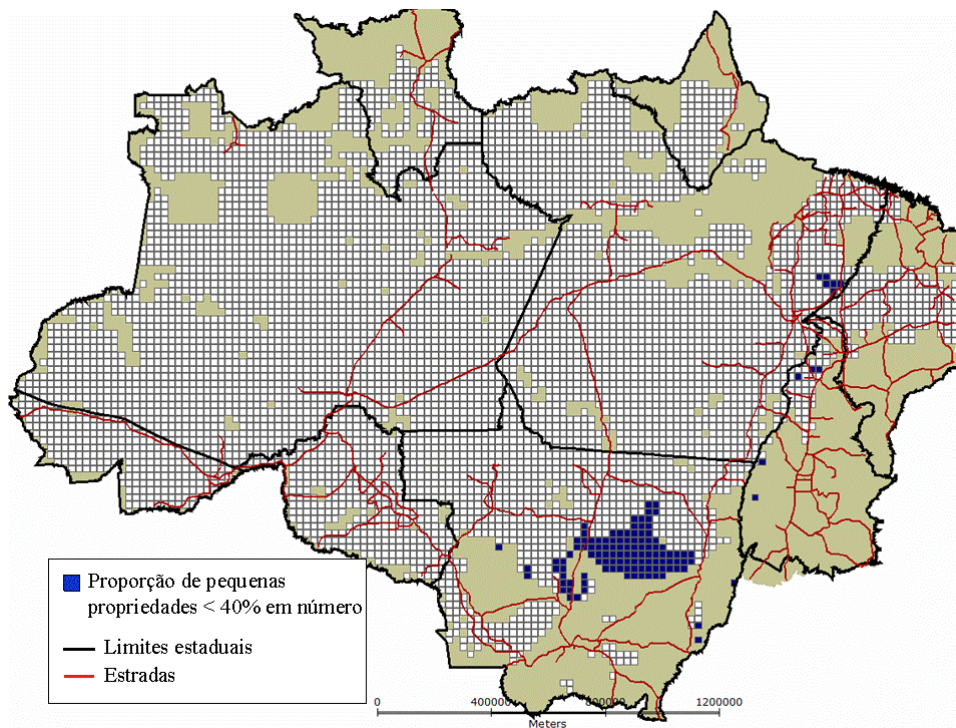 Proporção de pequenas
propriedades < 40% em número
Limites estaduais
Estradas
0 400000 800000 1200000
Meters